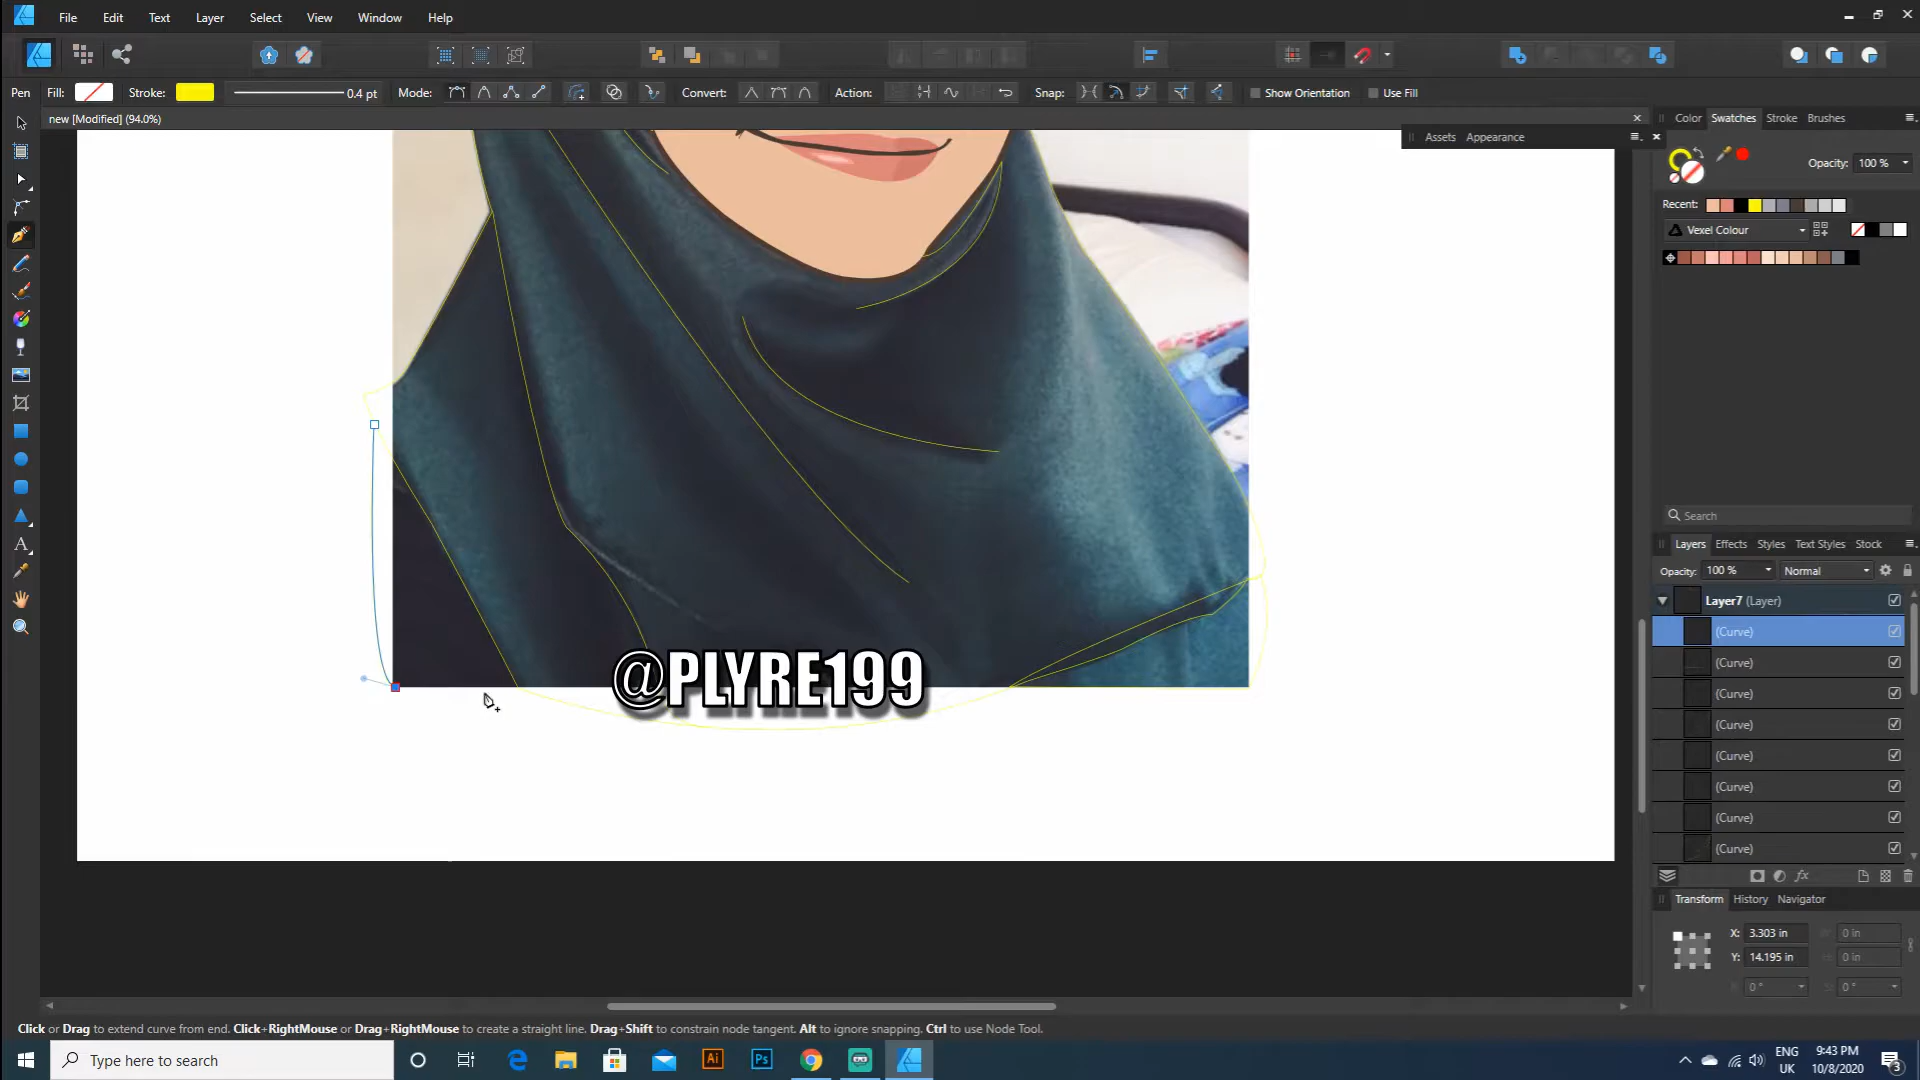 File Edit Text Layer Select View Window Help
Pen Fill: Stroke: 0.4 pt Mode: Convert: Action: Snap: Show Orientation Use Fill
new [Modified] (94.0%)
Assets Appearance
Color Swatches Stroke Brushes
Opacity: 100 %
Recent:
Vexel Colour
Search
Layers Effects Styles Text Styles Stock
Opacity: 100 % Normal
Layer7 (Layer)
(Curve)
(Curve)
(Curve)
(Curve)
(Curve)
(Curve)
(Curve)
(Curve)
@PLYRE199
Transform History Navigator
X: 3.303 in 0 in
Y: 14.195 in 0 in
0 ° 0 °
Click or Drag to extend curve from end. Click+RightMouse or Drag+RightMouse to create a straight line. Drag+Shift to constrain node tangent. Alt to ignore snapping. Ctrl to use Node Tool.
Type here to search
Ai Ps
ENG
UK
9:43 PM
10/8/2020
3